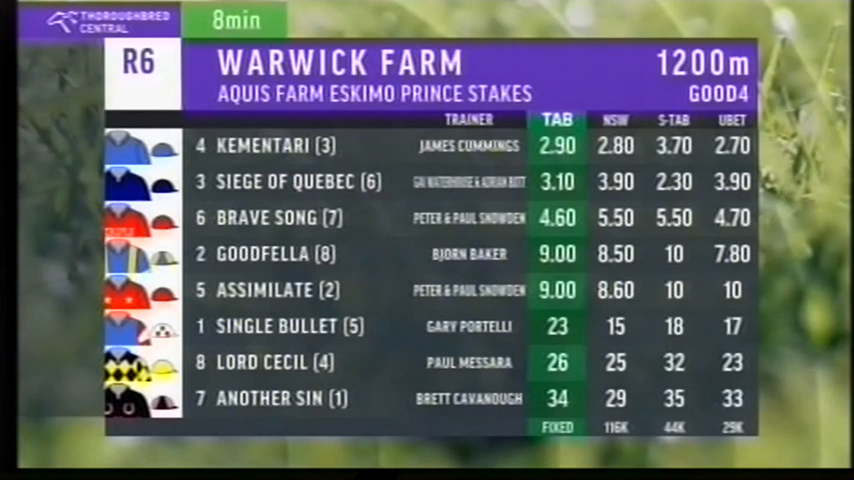 THOROUGHBRED CENTRAL 8min
R6 WARWICK FARM 1200m
AQUIS FARM ESKIMO PRINCE STAKES GOOD4
TRAINER TAB NSW S-TAB UBET
4 KEMENTARI (3) JAMES CUMMINGS 2.90 2.80 3.70 2.70
3 SIEGE OF QUEBEC (6) GAI WATERHOUSE & ADRIAN BOTT 3.10 3.90 2.30 3.90
6 BRAVE SONG (7) PETER & PAUL SNOWDEN 4.60 5.50 5.50 4.70
2 GOODFELLA (8) BJORN BAKER 9.00 8.50 10 7.80
5 ASSIMILATE (2) PETER & PAUL SNOWDEN 9.00 8.60 10 10
1 SINGLE BULLET (5) GARY PORTELLI 23 15 18 17
8 LORD CECIL (4) PAUL MESSARA 26 25 32 23
7 ANOTHER SIN (1) BRETT CAVANOUGH 34 29 35 33
FIXED 116K 44K 29K